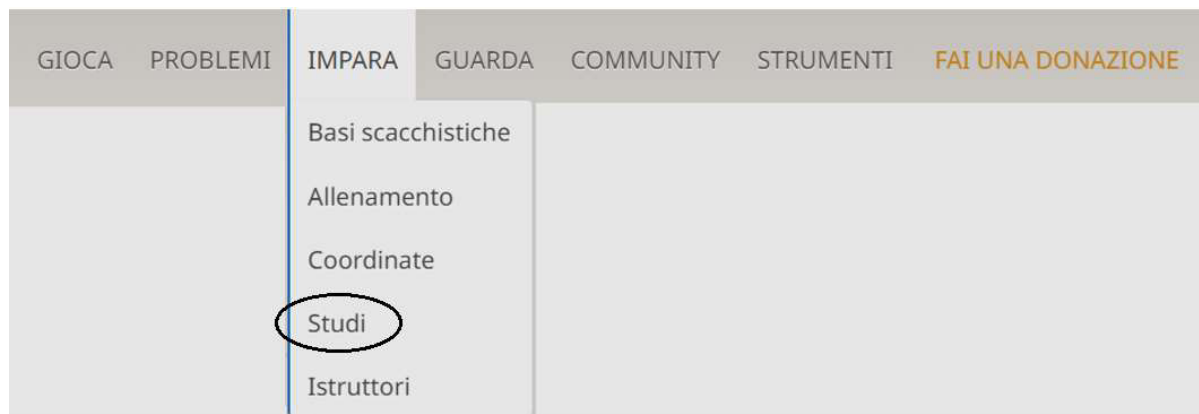 GIOCA PROBLEMI IMPARA GUARDA COMMUNITY STRUMENTI FAI UNA DONAZIONE
Basi scacchistiche
Allenamento
Coordinate
Studi
Istruttori